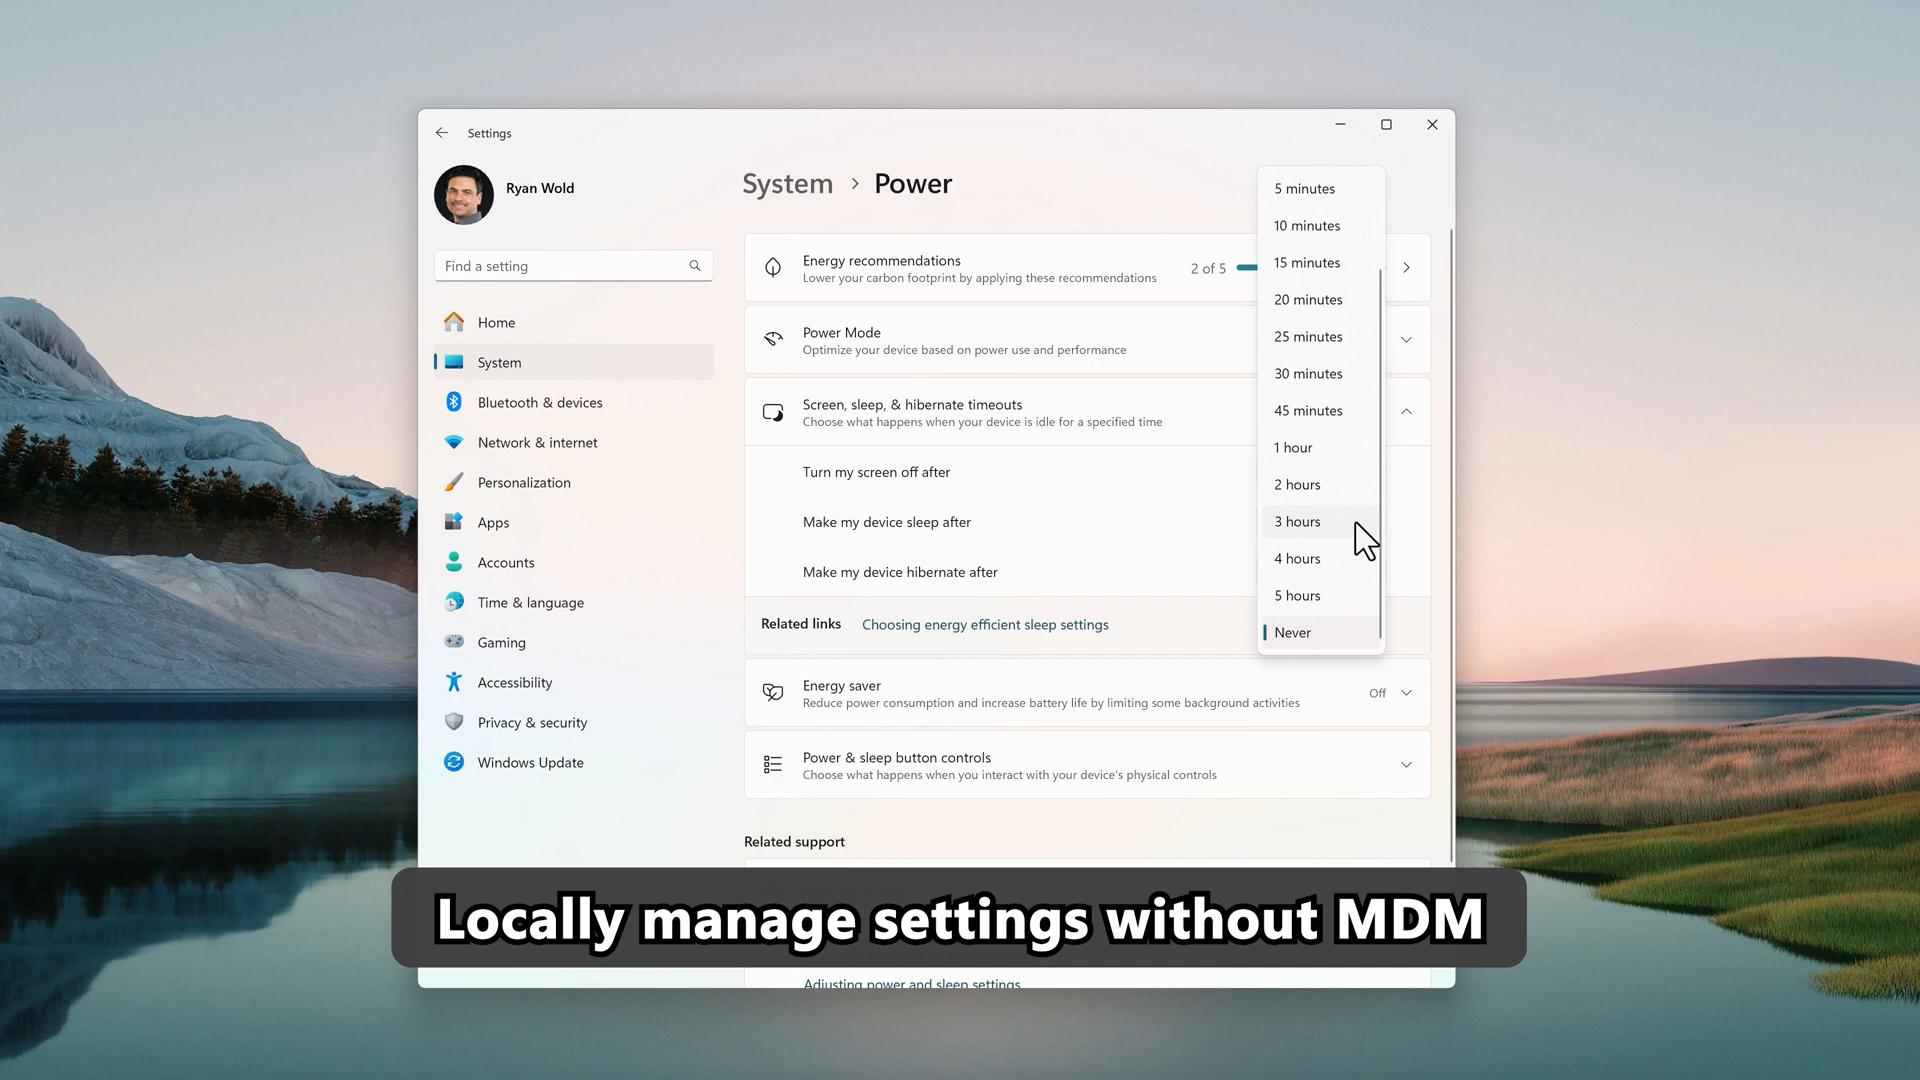 Settings
Ryan Wold
Find a setting
Home
System
Bluetooth & devices
Network & internet
Personalization
Apps
Accounts
Time & language
Gaming
Accessibility
Privacy & security
Windows Update
System > Power
Energy recommendations
Lower your carbon footprint by applying these recommendations
2 of 5
Power Mode
Optimize your device based on power use and performance
Screen, sleep, & hibernate timeouts
Choose what happens when your device is idle for a specified time
Turn my screen off after
Make my device sleep after
Make my device hibernate after
5 minutes
10 minutes
15 minutes
20 minutes
25 minutes
30 minutes
45 minutes
1 hour
2 hours
3 hours
4 hours
5 hours
Never
Related links Choosing energy efficient sleep settings
Energy saver
Reduce power consumption and increase battery life by limiting some background activities
Off
Power & sleep button controls
Choose what happens when you interact with your device's physical controls
Related support
Locally manage settings without MDM
Adjusting power and sleep settings